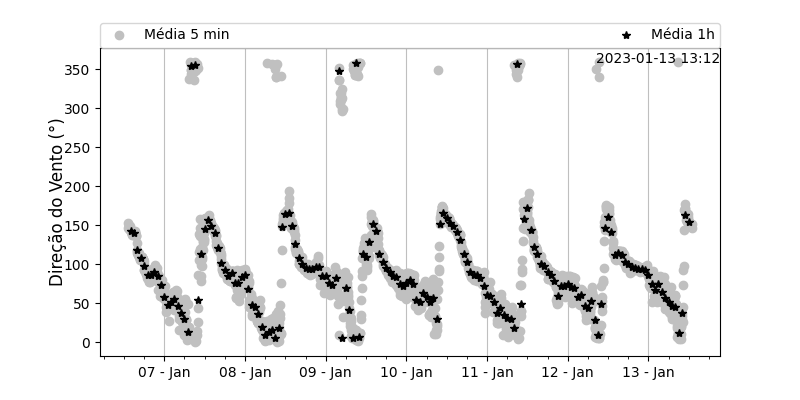 Média 5 min
Média 1h
2023-01-13 13:12
Direção do Vento (°)
350
300
250
200
150
100
50
0
07 - Jan
08 - Jan
09 - Jan
10 - Jan
11 - Jan
12 - Jan
13 - Jan